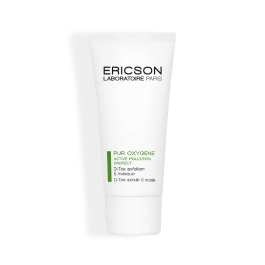 ERICSON
LABORATOIRE PARIS
PUR OXYGENE
ACTIVE POLLUTION
PROTECT
D-Tox exfoliant
& masque
D-Tox scrub & mask